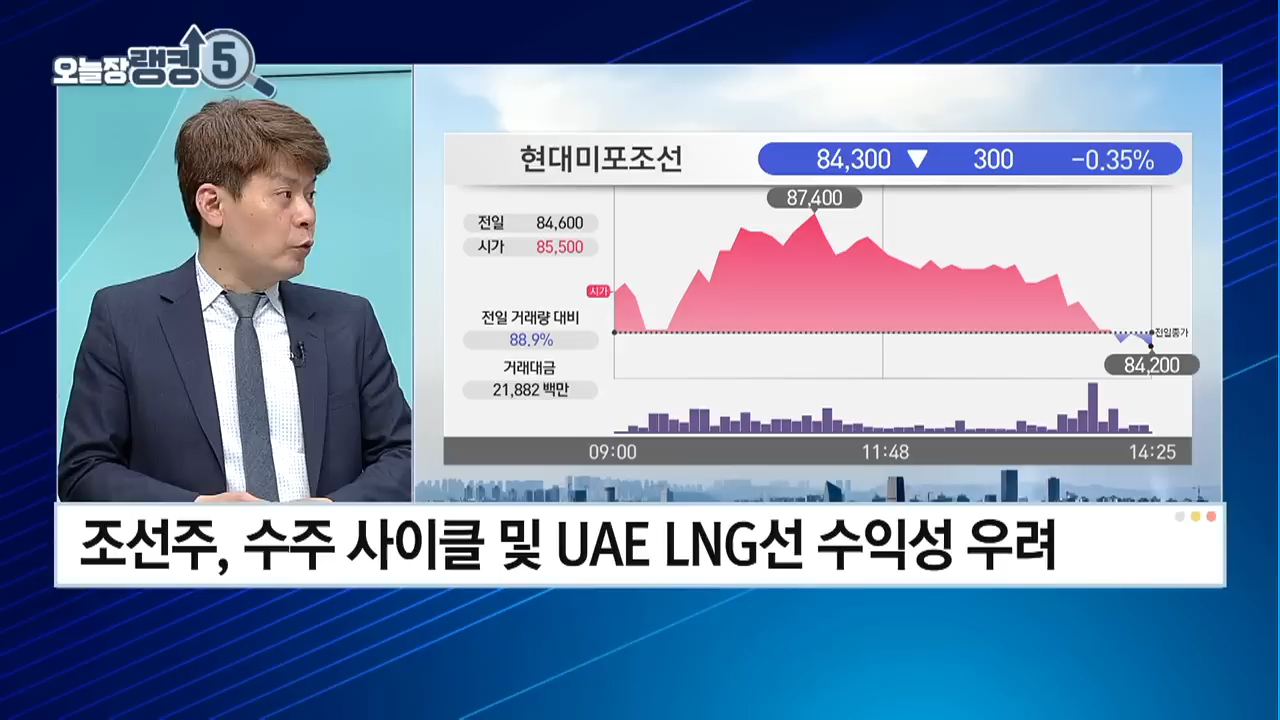 오늘장랭킹5
현대미포조선 84,300 ▼ 300 -0.35%
87,400
전일 84,600
시가 85,500
시가
전일 거래량 대비
88.9%
전일종가
84,200
거래대금
21,882 백만
09:00 11:48 14:25
조선주, 수주 사이클 및 UAE LNG선 수익성 우려